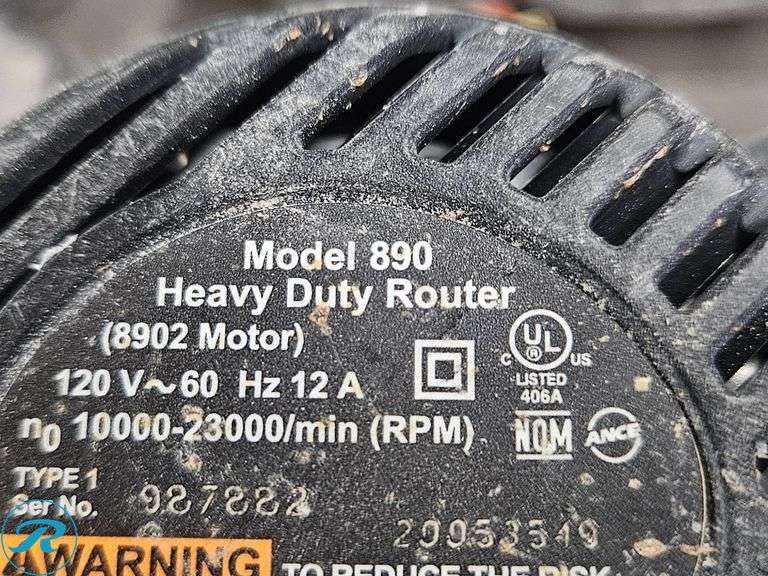 Model 890
Heavy Duty Router
(8902 Motor)
120 V~60 Hz 12 A
n0 10000-23000/min (RPM)
C UL ® US
LISTED
406A
NOM ANCE
TYPE 1
Ser No. 987882
20053549
WARNING TO REDUCE THE RISK
R